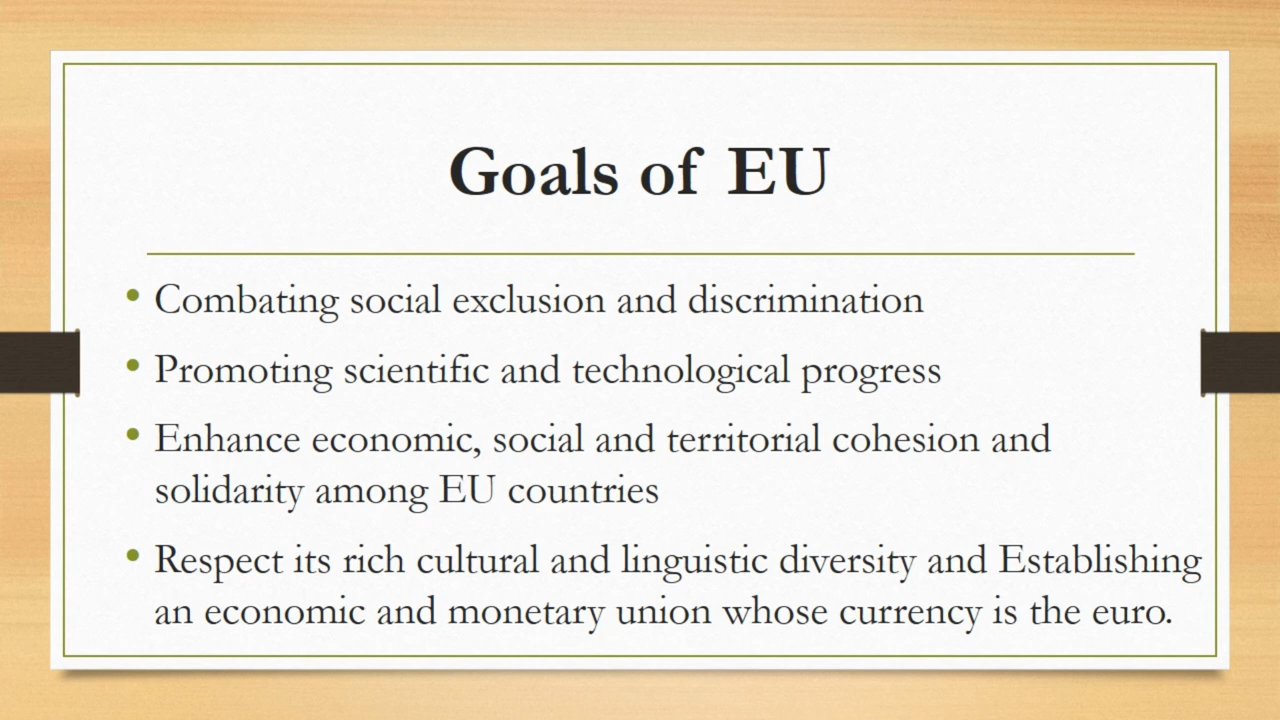 Goals of EU
• Combating social exclusion and discrimination
• Promoting scientific and technological progress
• Enhance economic, social and territorial cohesion and
solidarity among EU countries
• Respect its rich cultural and linguistic diversity and Establishing
an economic and monetary union whose currency is the euro.